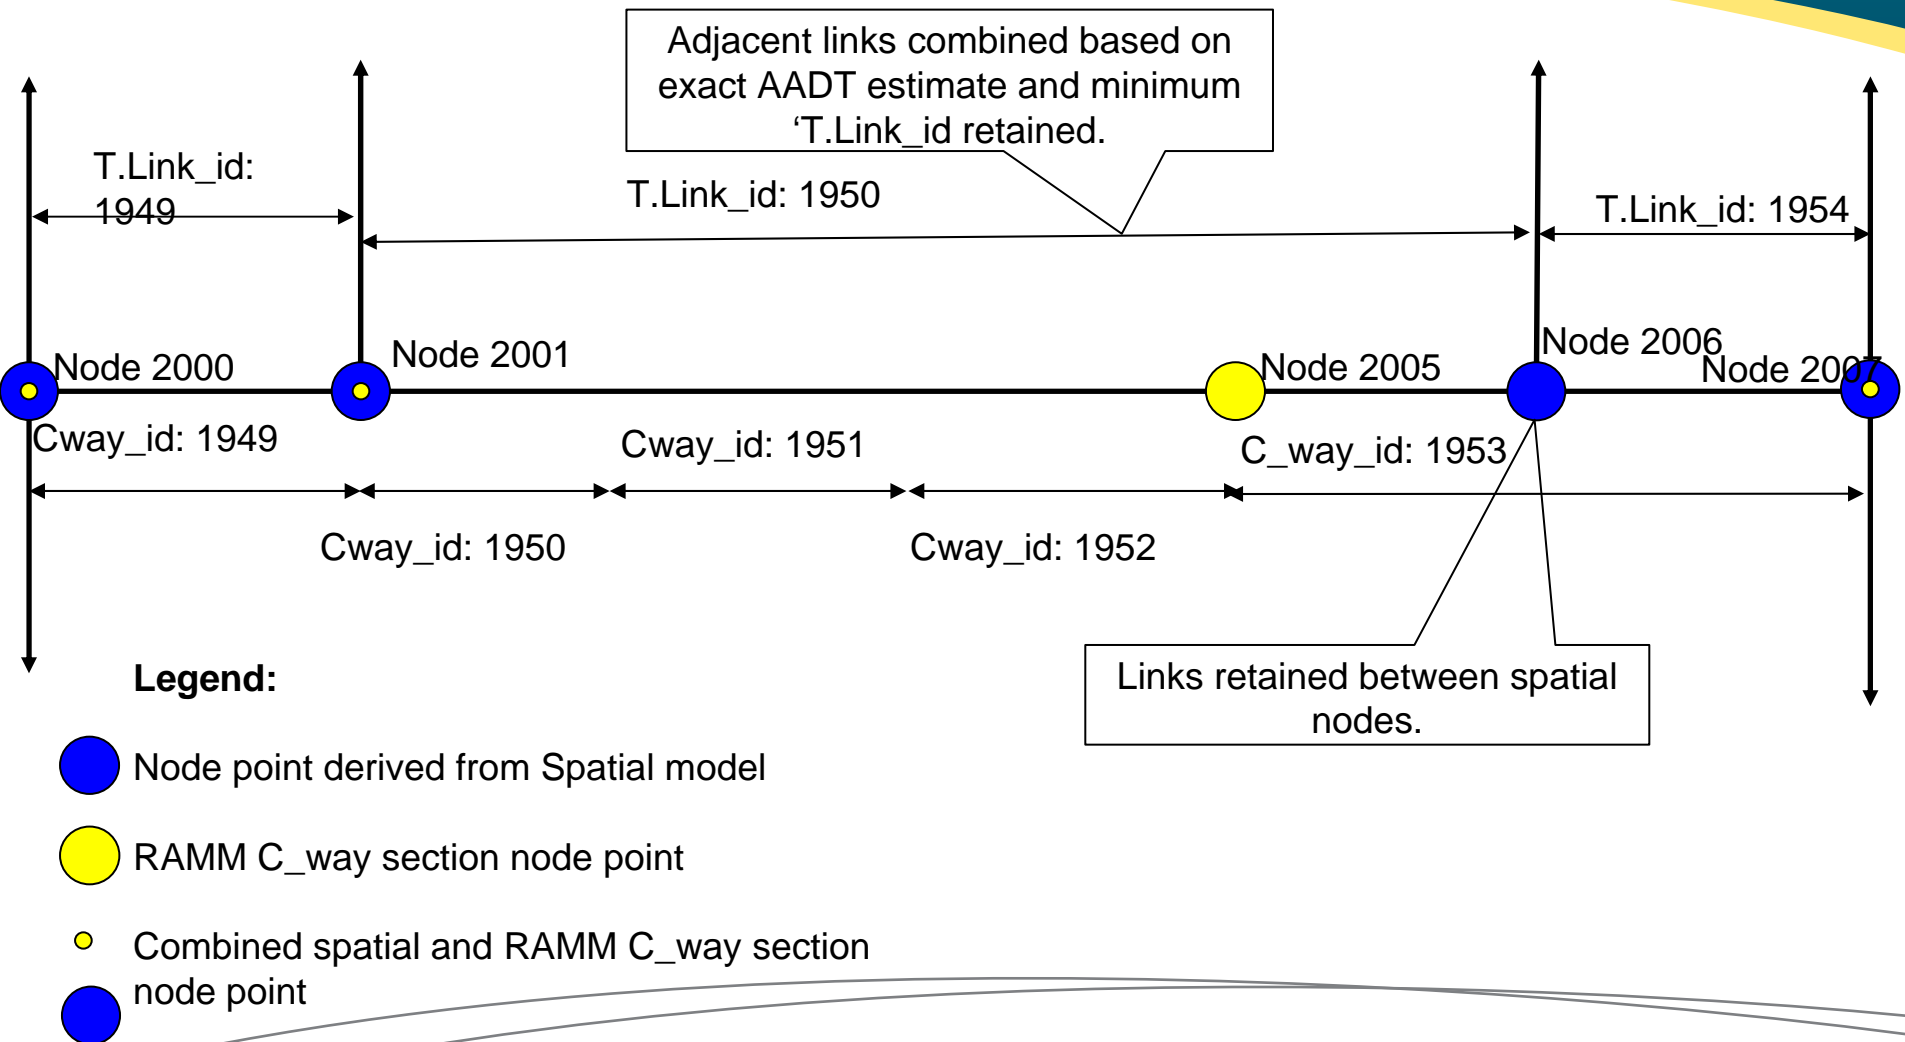 Adjacent links combined based on
exact AADT estimate and minimum
‘T.Link_id retained.
T.Link_id:
1949
T.Link_id: 1950
T.Link_id: 1954
Node 2000
Node 2001
Node 2005
Node 2006
Node 2007
Cway_id: 1949
Cway_id: 1951
C_way_id: 1953
Cway_id: 1950
Cway_id: 1952
Links retained between spatial
nodes.
Legend:
Node point derived from Spatial model
RAMM C_way section node point
Combined spatial and RAMM C_way section
node point